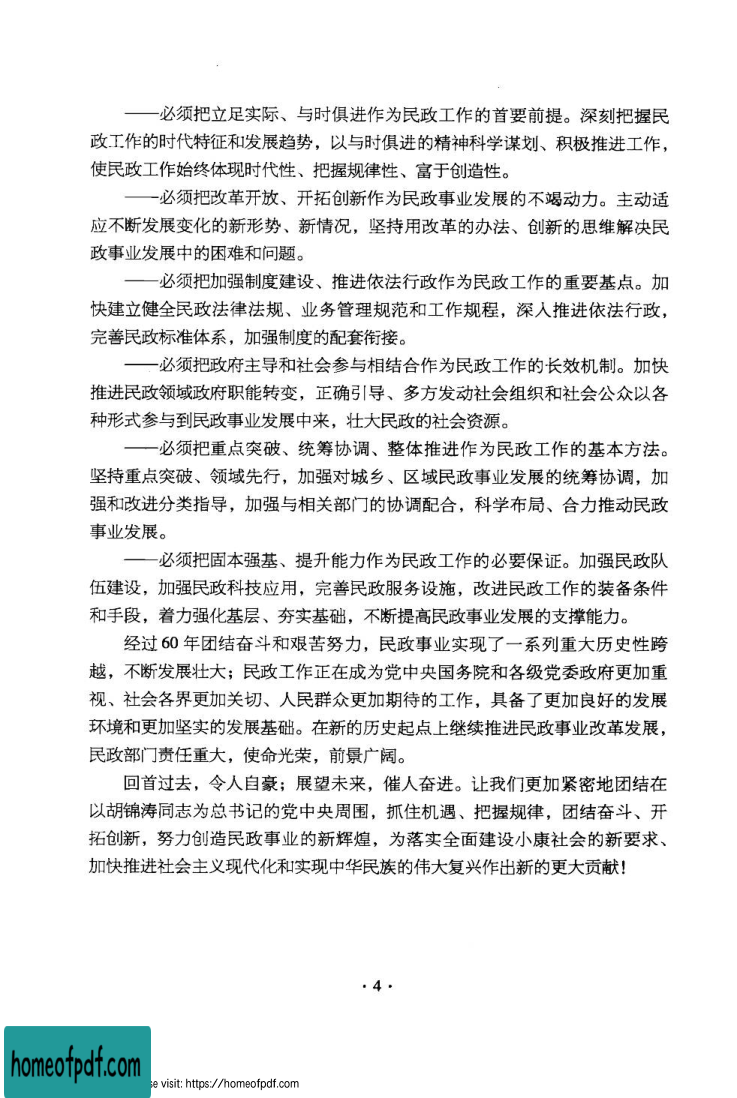 ——必须把立足实际、与时俱进作为民政工作的首要前提。深刻把握民
政工作的时代特征和发展趋势，以与时俱进的精神科学谋划、积极推进工作，
使民政工作始终体现时代性、把握规律性、富于创造性。
——必须把改革开放、开拓创新作为民政事业发展的不竭动力。主动适
应不断发展变化的新形势、新情况，坚持用改革的办法、创新的思维解决民
政事业发展中的困难和问题。
——必须把加强制度建设、推进依法行政作为民政工作的重要基点。加
快建立健全民政法律法规、业务管理规范和工作规程，深入推进依法行政，
完善民政标准体系，加强制度的配套衔接。
——必须把政府主导和社会参与相结合作为民政工作的长效机制。加快
推进民政领域政府职能转变，正确引导、多方发动社会组织和社会公众以各
种形式参与到民政事业发展中来，壮大民政的社会资源。
——必须把重点突破、统筹协调、整体推进作为民政工作的基本方法。
坚持重点突破、领域先行，加强对城乡、区域民政事业发展的统筹协调，加
强和改进分类指导，加强与相关部门的协调配合，科学布局、合力推动民政
事业发展。
——必须把固本强基、提升能力作为民政工作的必要保证。加强民政队
伍建设，加强民政科技应用，完善民政服务设施，改进民政工作的装备条件
和手段，着力强化基层、夯实基础，不断提高民政事业发展的支撑能力。
经过 60 年团结奋斗和艰苦努力，民政事业实现了一系列重大历史性跨
越，不断发展壮大；民政工作正在成为党中央国务院和各级党委政府更加重
视、社会各界更加关切、人民群众更加期待的工作，具备了更加良好的发展
环境和更加坚实的发展基础。在新的历史起点上继续推进民政事业改革发展，
民政部门责任重大，使命光荣，前景广阔。
回首过去，令人自豪；展望未来，催人奋进。让我们更加紧密地团结在
以胡锦涛同志为总书记的党中央周围，抓住机遇、把握规律，团结奋斗、开
拓创新，努力创造民政事业的新辉煌，为落实全面建设小康社会的新要求、
加快推进社会主义现代化和实现中华民族的伟大复兴作出新的更大贡献！
· 4 ·
homeofpdf.com
se visit: https://homeofpdf.com